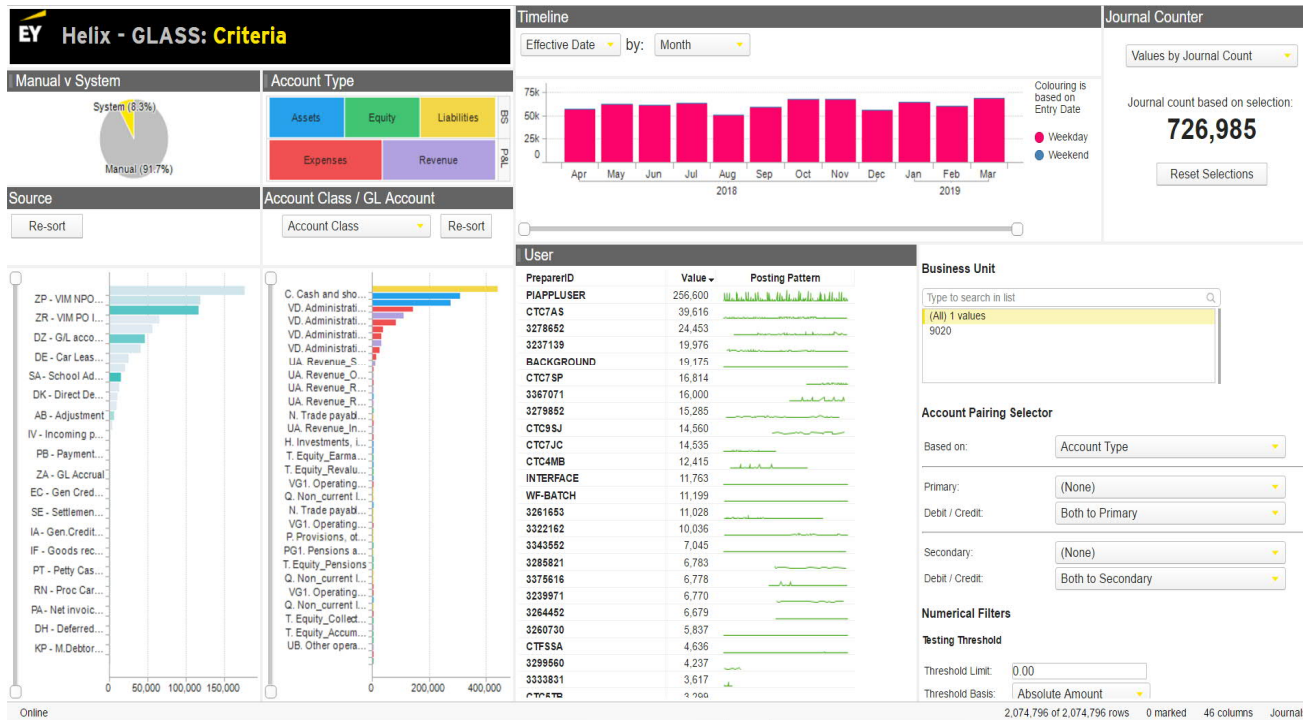 EY
Helix - GLASS: Criteria
Manual v System
System (8.3%)
Manual (91.7%)
Account Type
Assets
Equity
Liabilities
BS
Expenses
Revenue
P&L
Source
Re-sort
Account Class / GL Account
Account Class
Re-sort
Timeline
Effective Date by: Month
75k
50k
25k
0
Apr May Jun Jul Aug Sep Oct Nov Dec Jan Feb Mar
2018 2019
Colouring is
based on
Entry Date
Weekday
Weekend
Journal Counter
Values by Journal Count
Journal count based on selection:
726,985
Reset Selections
ZP - VIM NPO...
ZR - VIM PO I...
DZ - G/L acco...
DE - Car Leas...
SA - School Ad...
DK - Direct De...
AB - Adjustment
IV - Incoming p...
PB - Payment...
ZA - GL Accrual
EC - Gen Cred...
SE - Settlemen...
IA - Gen.Credit...
IF - Goods rec...
PT - Petty Cas...
RN - Proc Car...
PA - Net invoic...
DH - Deferred...
KP - M.Debtor...
0 50,000 100,000 150,000
C. Cash and sho...
VD. Administrati...
VD. Administrati...
VD. Administrati...
VD. Administrati...
UA. Revenue_S...
UA. Revenue_O...
UA. Revenue_R...
UA. Revenue_R...
N. Trade payabl...
UA. Revenue_In...
H. Investments, i...
T. Equity_Earma...
T. Equity_Revalu...
VG1. Operating...
Q. Non_current l...
N. Trade payabl...
VG1. Operating...
P. Provisions, ot...
PG1. Pensions a...
T. Equity_Pensions
Q. Non_current l...
VG1. Operating...
Q. Non_current l...
T. Equity_Collect...
T. Equity_Accum...
UB. Other opera...
0 200,000 400,000
User
PreparerID Value Posting Pattern
PIAPPLUSER 256,600
CTC7AS 39,616
3278652 24,453
3237139 19,976
BACKGROUND 19,175
CTC7SP 16,814
3367071 16,000
3279852 15,285
CTC9SJ 14,560
CTC7JC 14,535
CTC4MB 12,415
INTERFACE 11,763
WF-BATCH 11,199
3261653 11,028
3322162 10,036
3343552 7,045
3285821 6,783
3375616 6,778
3239971 6,770
3264452 6,679
3260730 5,837
CTFSSA 4,636
3299560 4,237
3333831 3,617
CTC5TB 3,299
Business Unit
Type to search in list
(All) 1 values
9020
Account Pairing Selector
Based on: Account Type
Primary: (None)
Debit / Credit: Both to Primary
Secondary: (None)
Debit / Credit: Both to Secondary
Numerical Filters
Testing Threshold
Threshold Limit: 0.00
Threshold Basis: Absolute Amount
Online
2,074,796 of 2,074,796 rows 0 marked 46 columns Journal